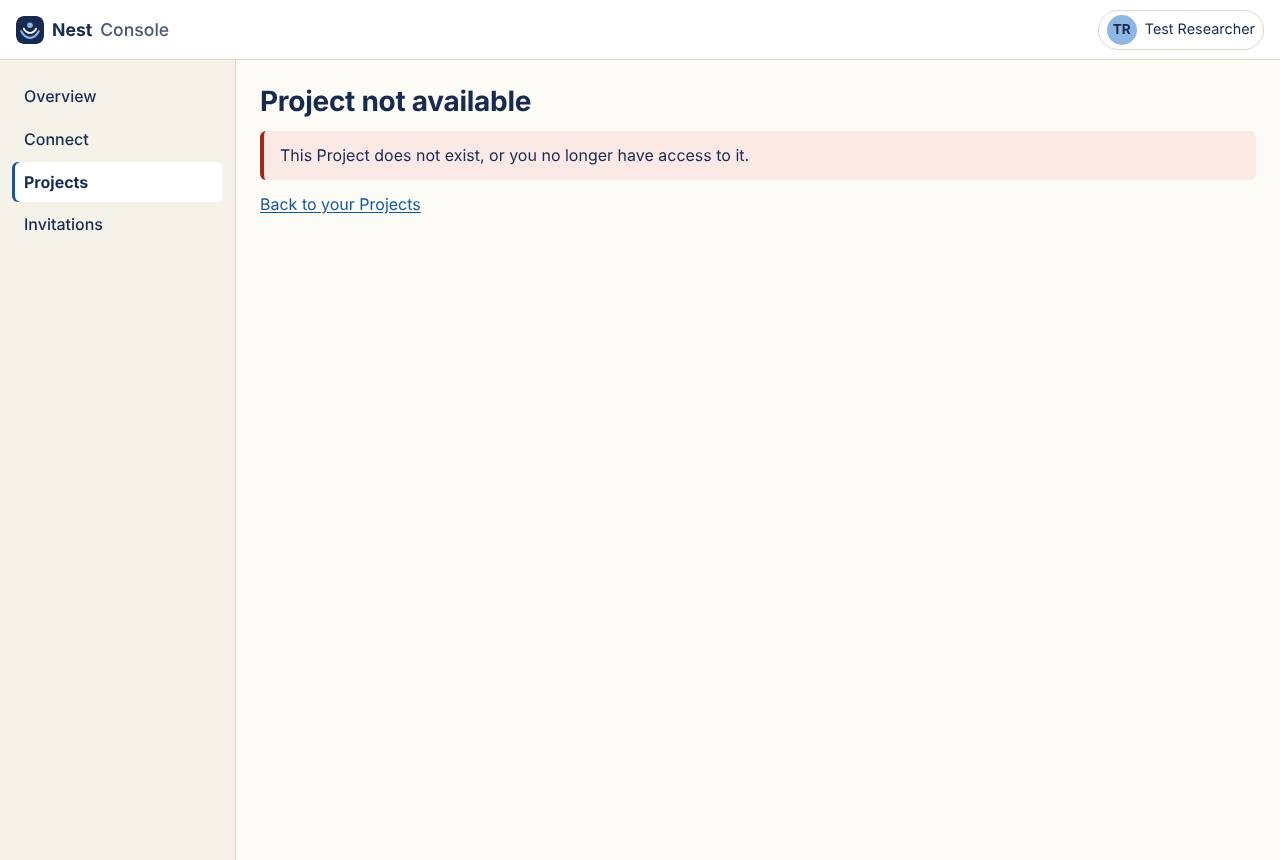 Nest Console
TR Test Researcher
Overview
Connect
Projects
Invitations
Project not available
This Project does not exist, or you no longer have access to it.
Back to your Projects